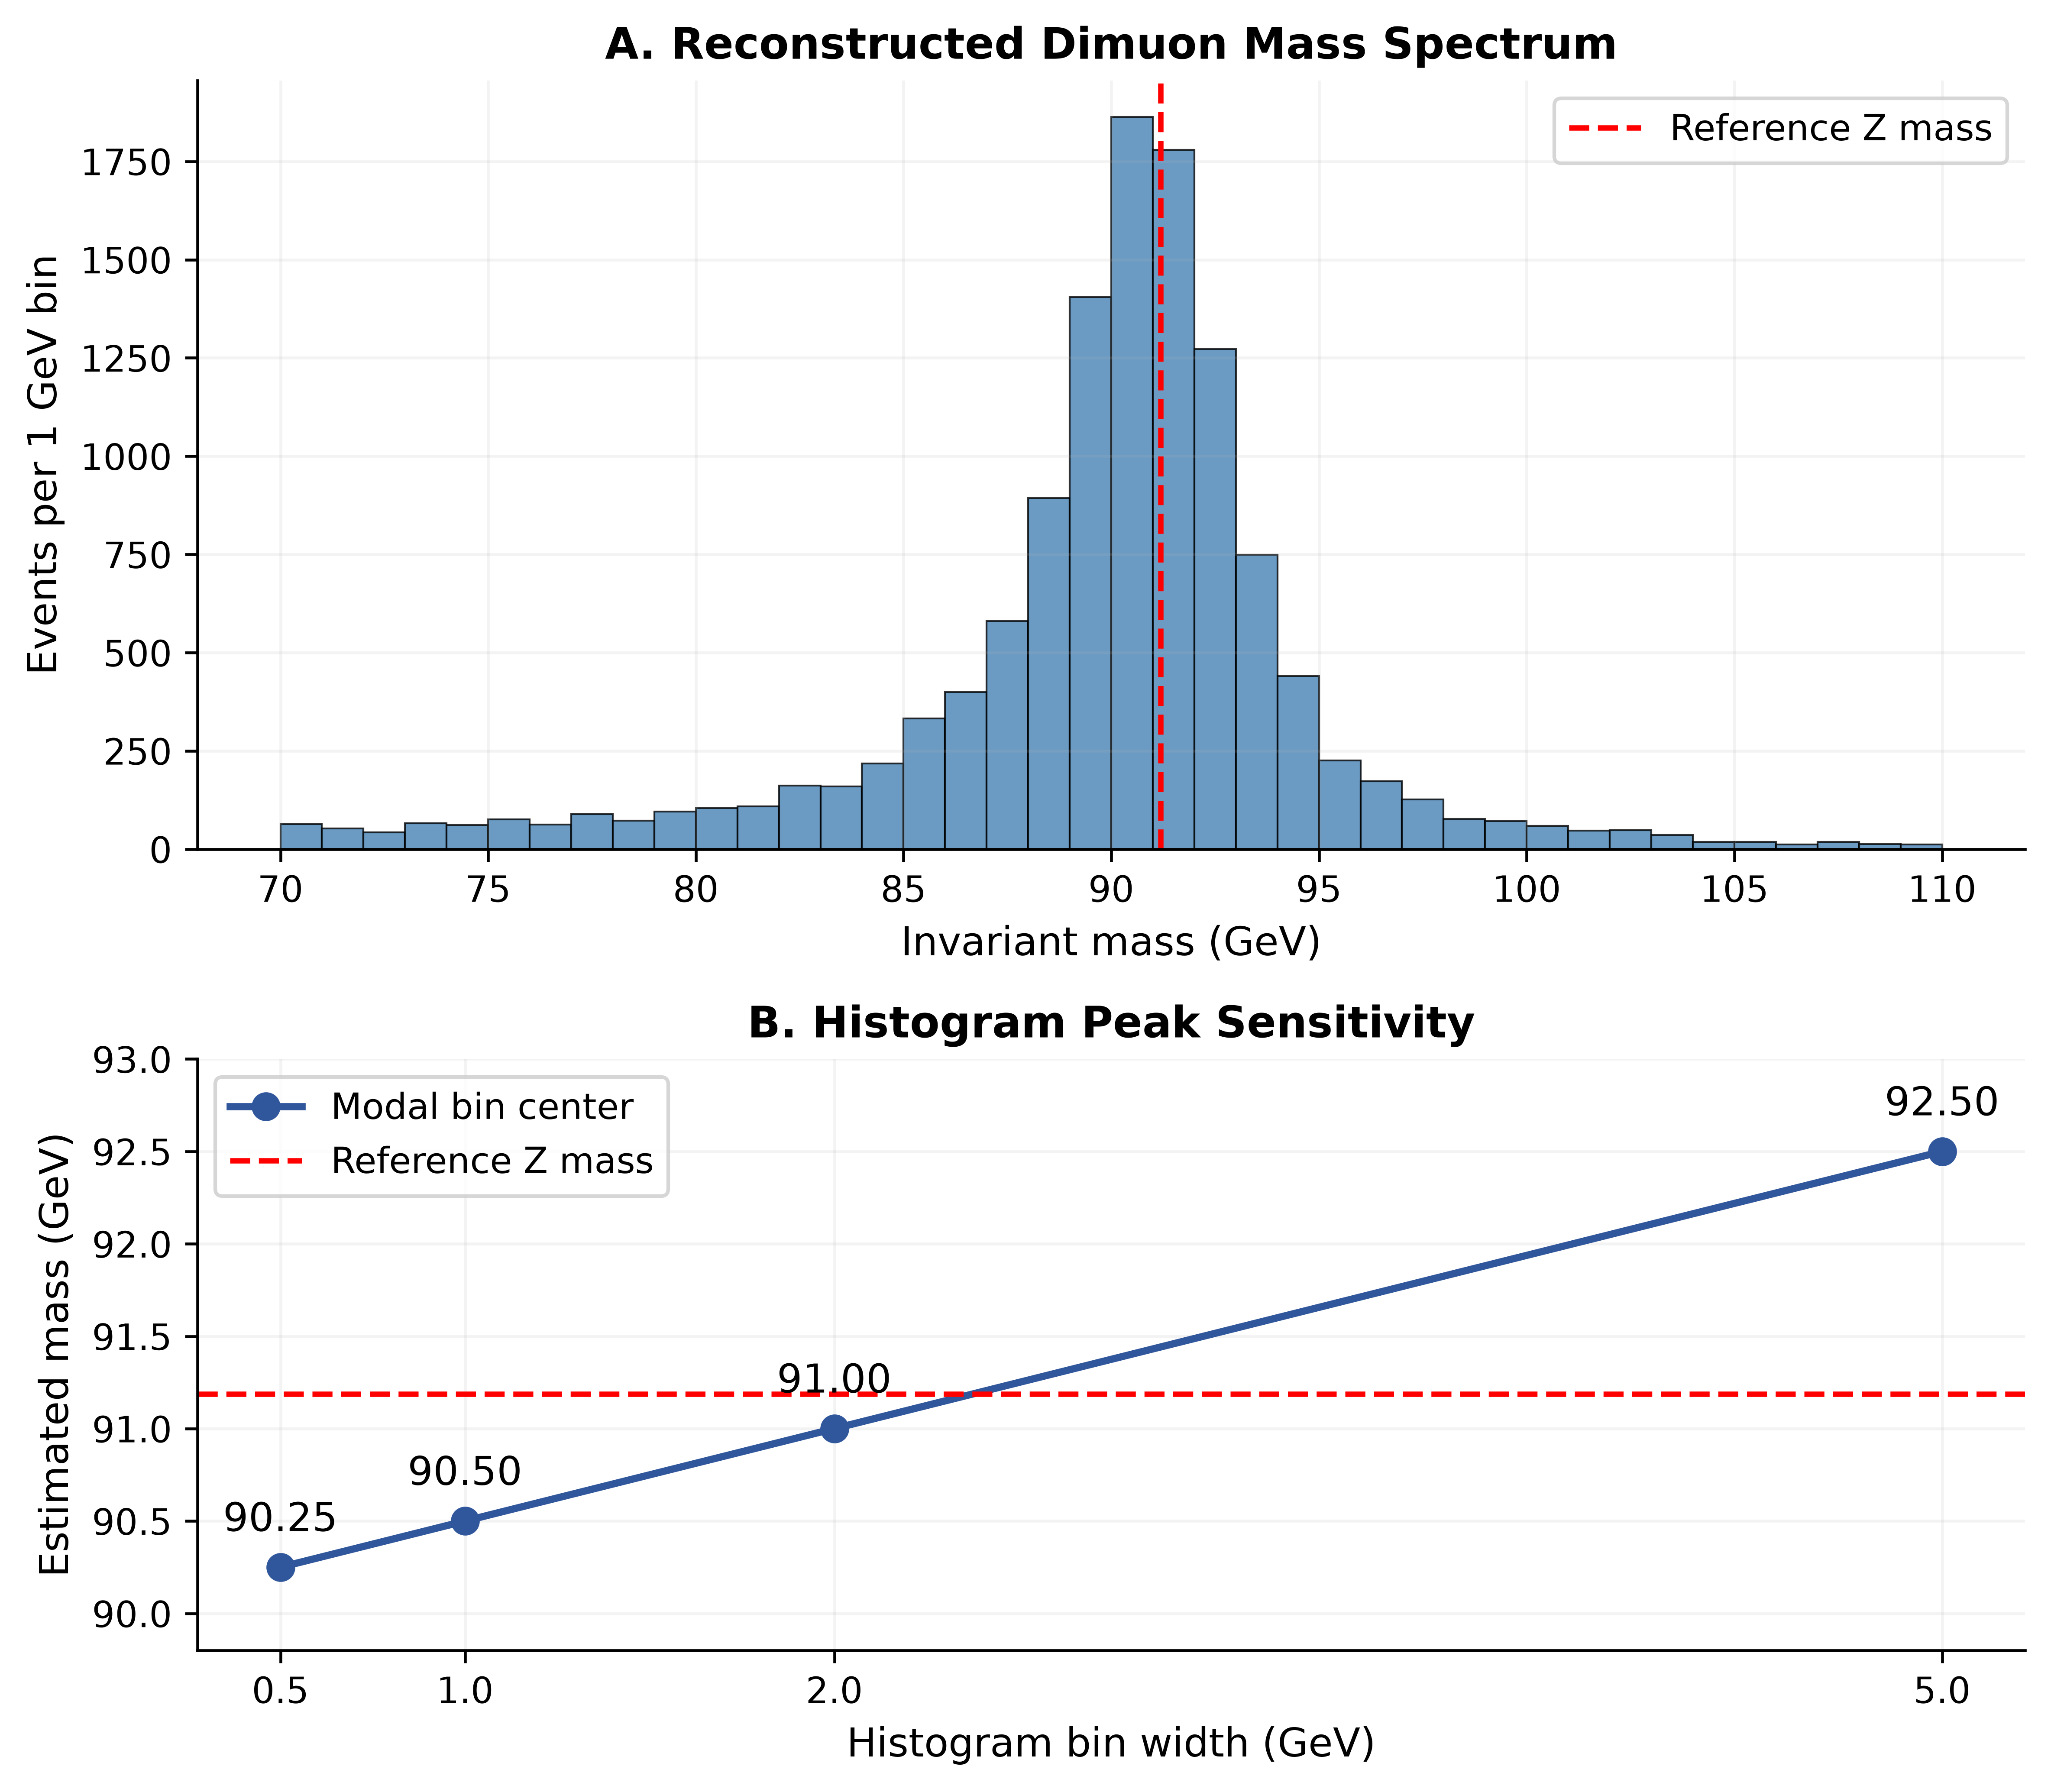 A. Reconstructed Dimuon Mass Spectrum
Reference Z mass
Events per 1 GeV bin
1750
1500
1250
1000
750
500
250
0
70 75 80 85 90 95 100 105 110
Invariant mass (GeV)
B. Histogram Peak Sensitivity
Modal bin center
Reference Z mass
Estimated mass (GeV)
93.0
92.5
92.0
91.5
91.0
90.5
90.0
90.25
90.50
91.00
92.50
0.5 1.0 2.0 5.0
Histogram bin width (GeV)